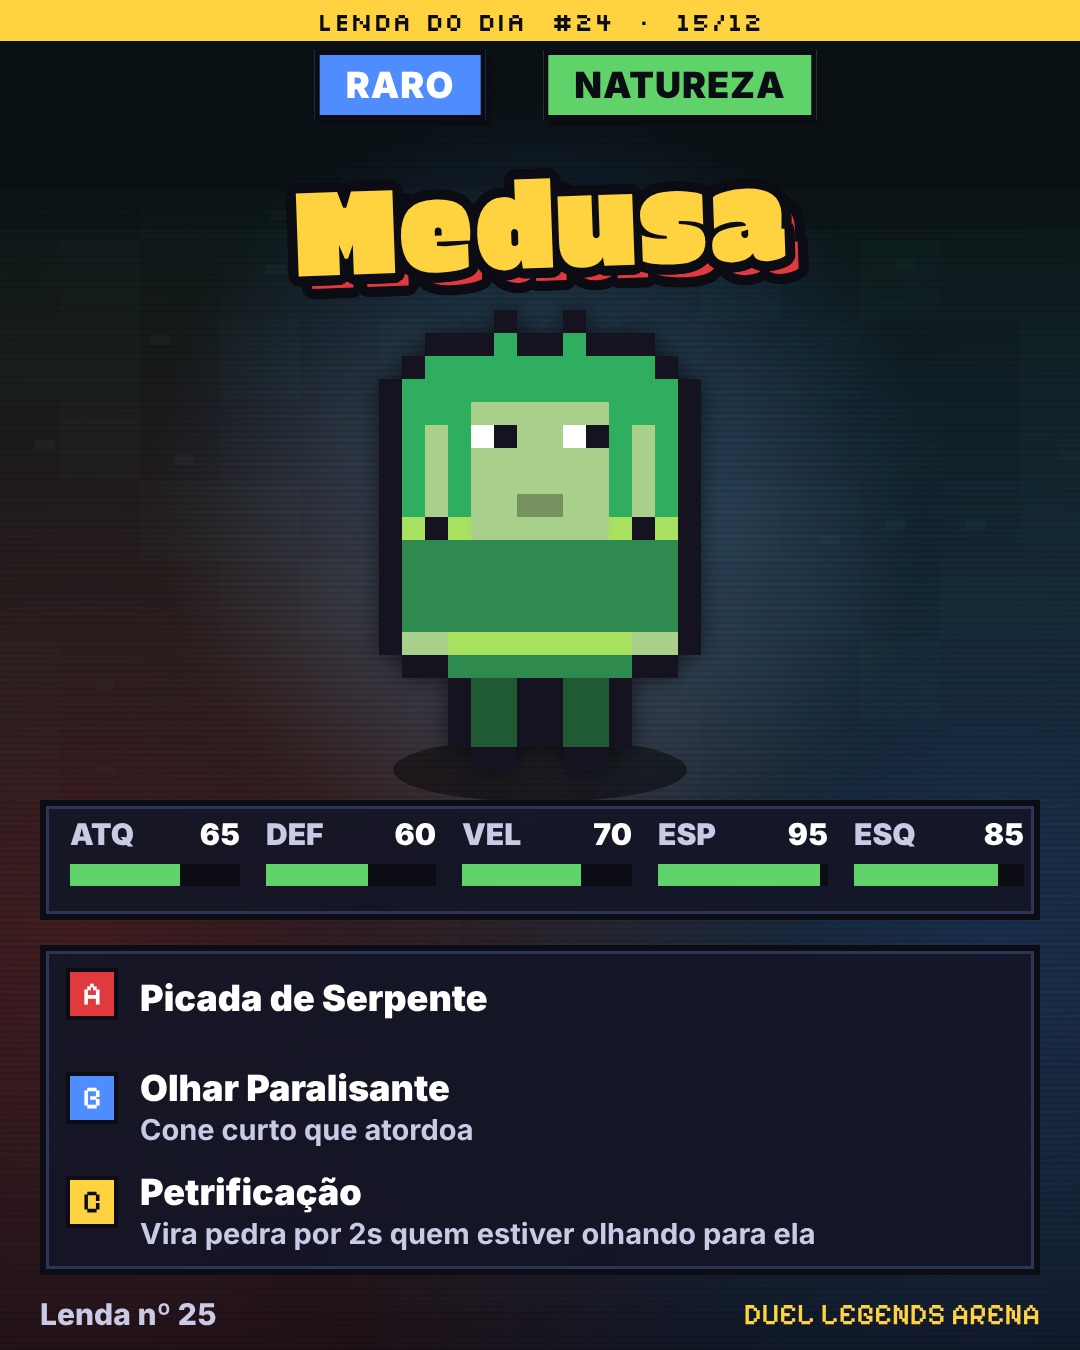 LENDA DO DIA #24 · 15/12
RARO NATUREZA
Medusa
ATQ 65 DEF 60 VEL 70 ESP 95 ESQ 85
A Picada de Serpente
B Olhar Paralisante
Cone curto que atordoa
C Petrificação
Vira pedra por 2s quem estiver olhando para ela
Lenda nº 25 DUEL LEGENDS ARENA